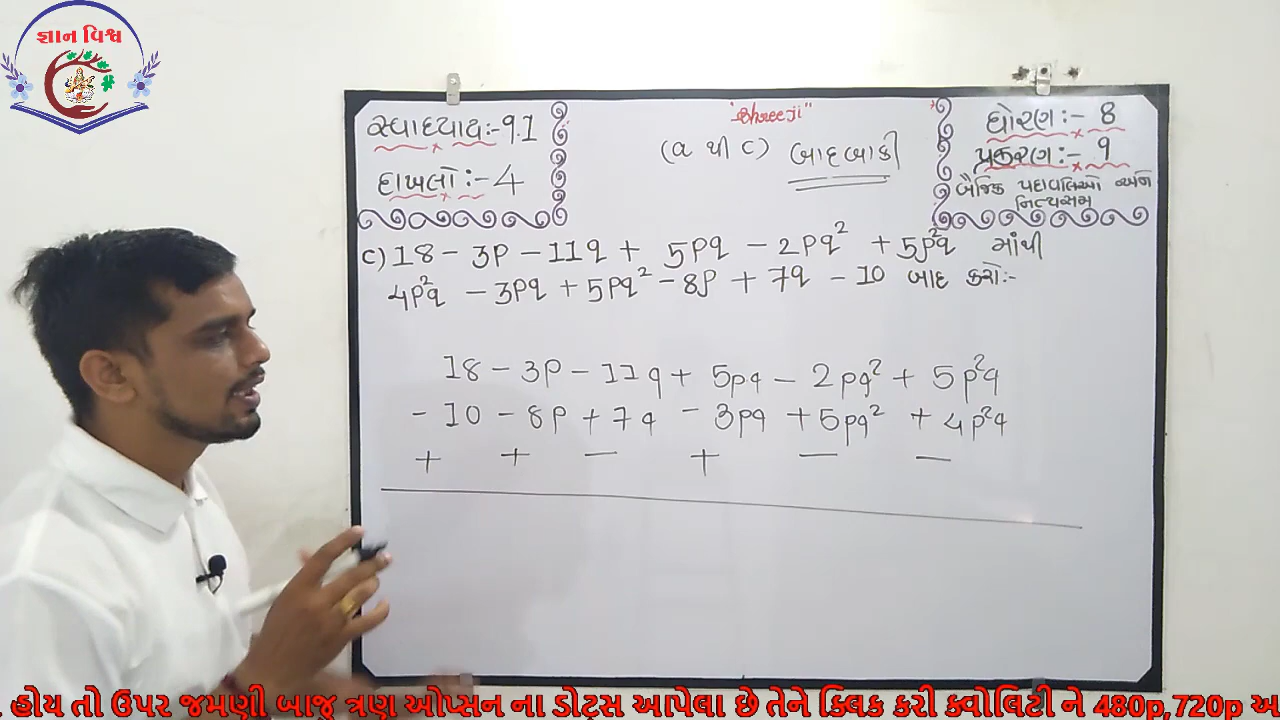 જ્ઞાન વિશ્વ
સ્વાધ્યાય:- 9.1
દાખલો :- 4
"Shreeji"
(a થી c) બાદબાકી
ધોરણ :- 8
પ્રકરણ :- 9
બૈજિક પદાવલિઓ અને
નિત્યસમ
c) 18 - 3p - 11q + 5pq - 2pq² + 5p²q માંથી
4p²q - 3pq + 5pq² - 8p + 7q - 10 બાદ કરો:-
18 - 3p - 11q + 5pq - 2pq² + 5p²q
- 10 - 8p + 7q - 3pq + 5pq² + 4p²q
+ + - + - -
હોય તો ઉપર જમણી બાજુ ત્રણ ઓપ્સન ના ડોટ્સ આપેલા છે તેને ક્લિક કરી ક્વોલિટી ને 480p,720p અ